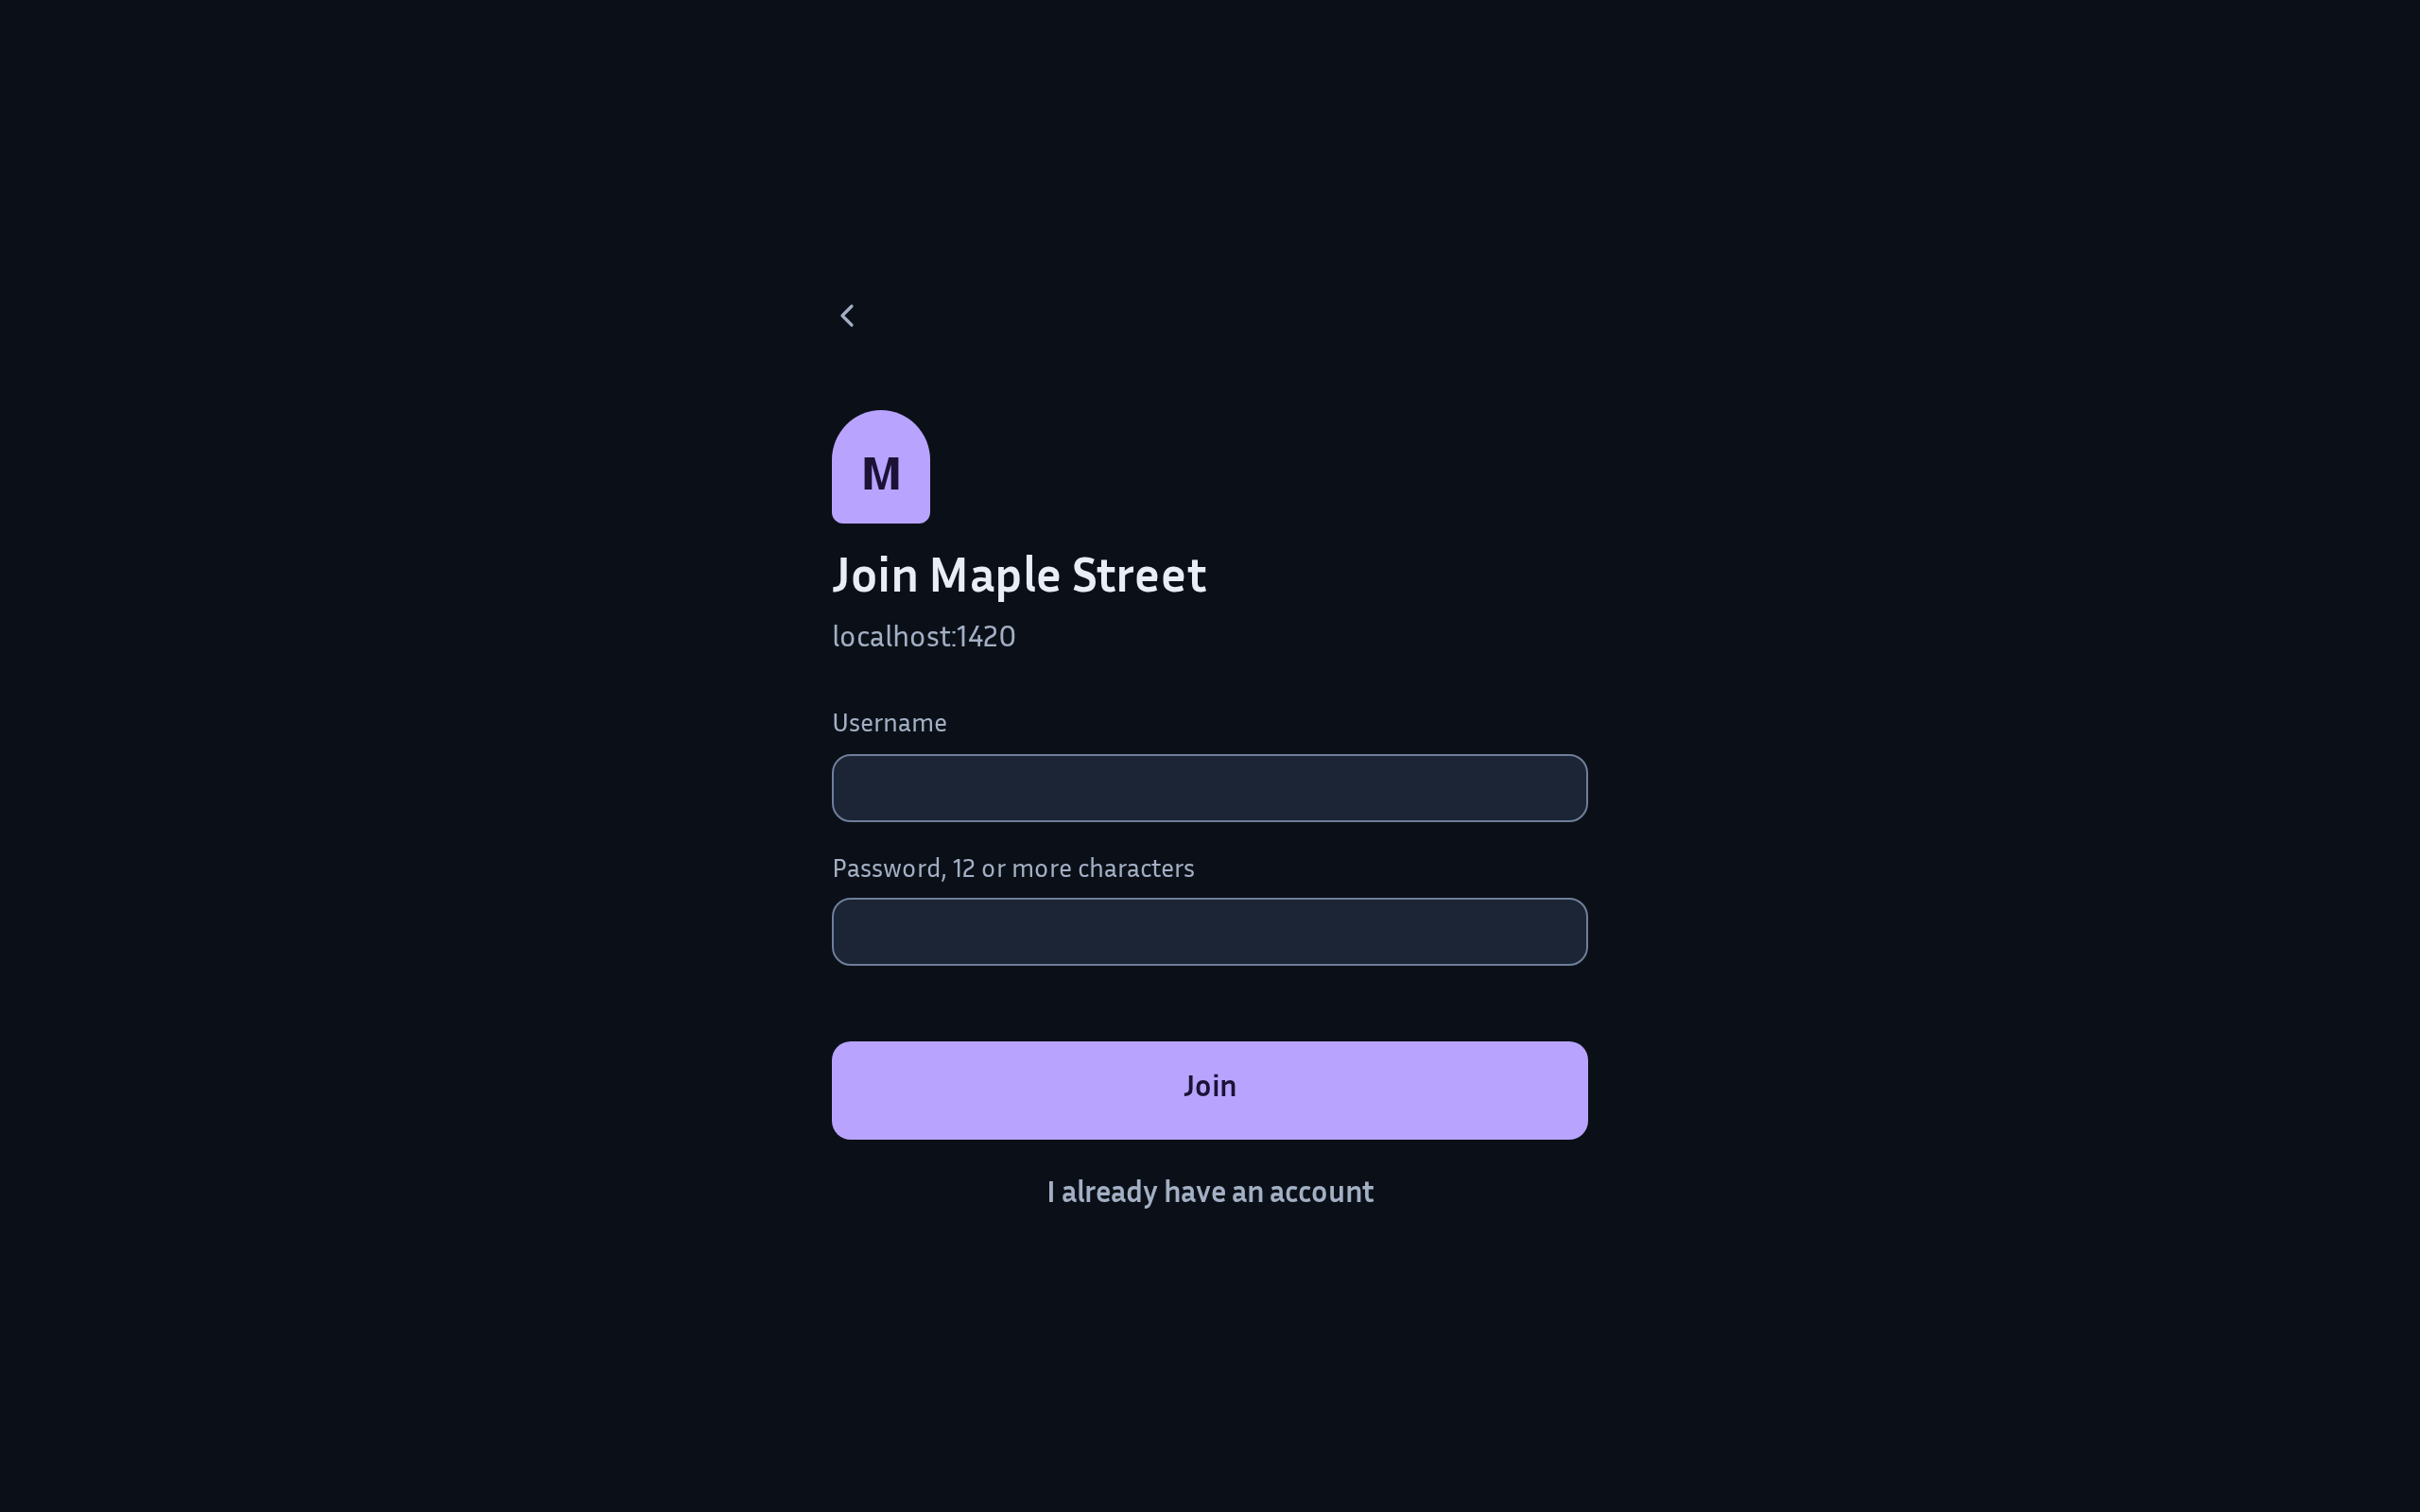 M
Join Maple Street
localhost:1420
Username
Password, 12 or more characters
Join
I already have an account